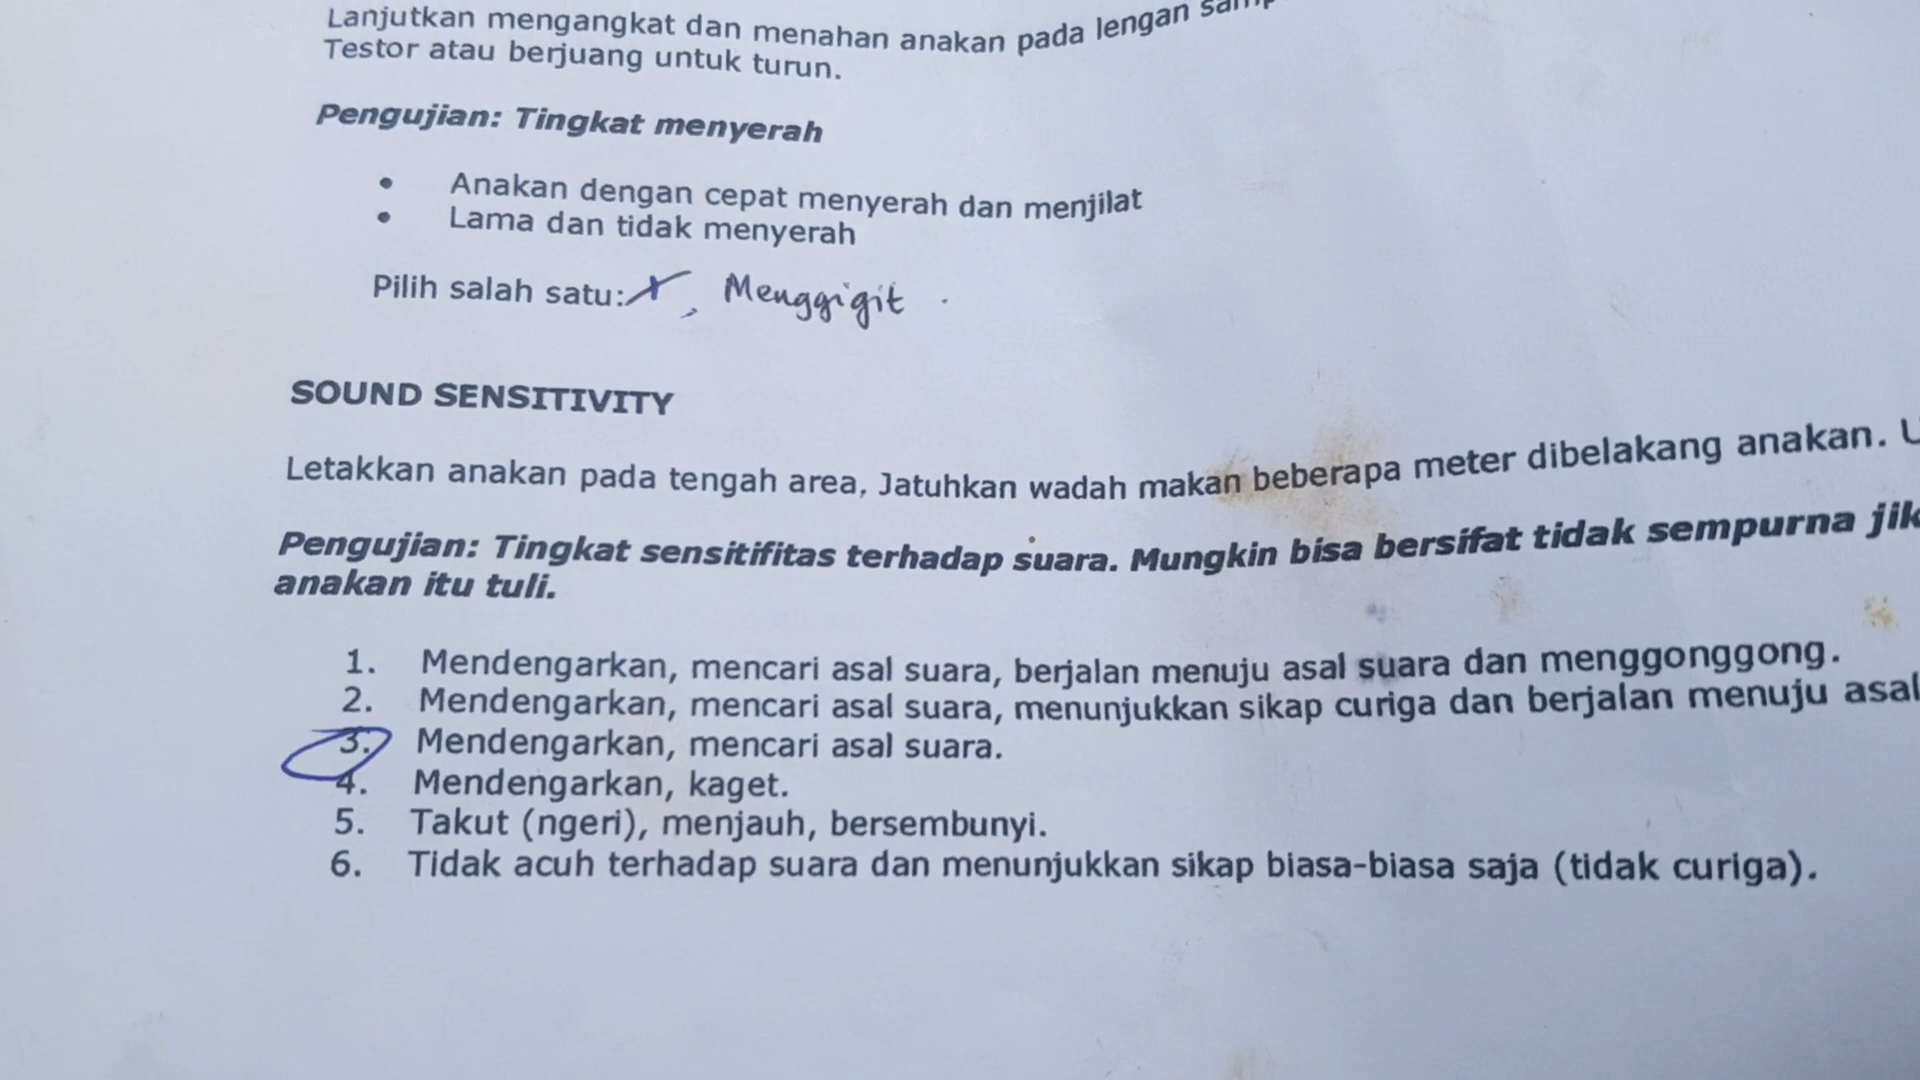 Lanjutkan mengangkat dan menahan anakan pada lengan
Testor atau berjuang untuk turun.
Pengujian: Tingkat menyerah
• Anakan dengan cepat menyerah dan menjilat
• Lama dan tidak menyerah
Pilih salah satu: , Menggigit .
SOUND SENSITIVITY
Letakkan anakan pada tengah area, Jatuhkan wadah makan beberapa meter dibelakang anakan.
Pengujian: Tingkat sensitifitas terhadap suara. Mungkin bisa bersifat tidak sempurna
anakan itu tuli.
1. Mendengarkan, mencari asal suara, berjalan menuju asal suara dan menggonggong.
2. Mendengarkan, mencari asal suara, menunjukkan sikap curiga dan berjalan menuju asal
3. Mendengarkan, mencari asal suara.
4. Mendengarkan, kaget.
5. Takut (ngeri), menjauh, bersembunyi.
6. Tidak acuh terhadap suara dan menunjukkan sikap biasa-biasa saja (tidak curiga).